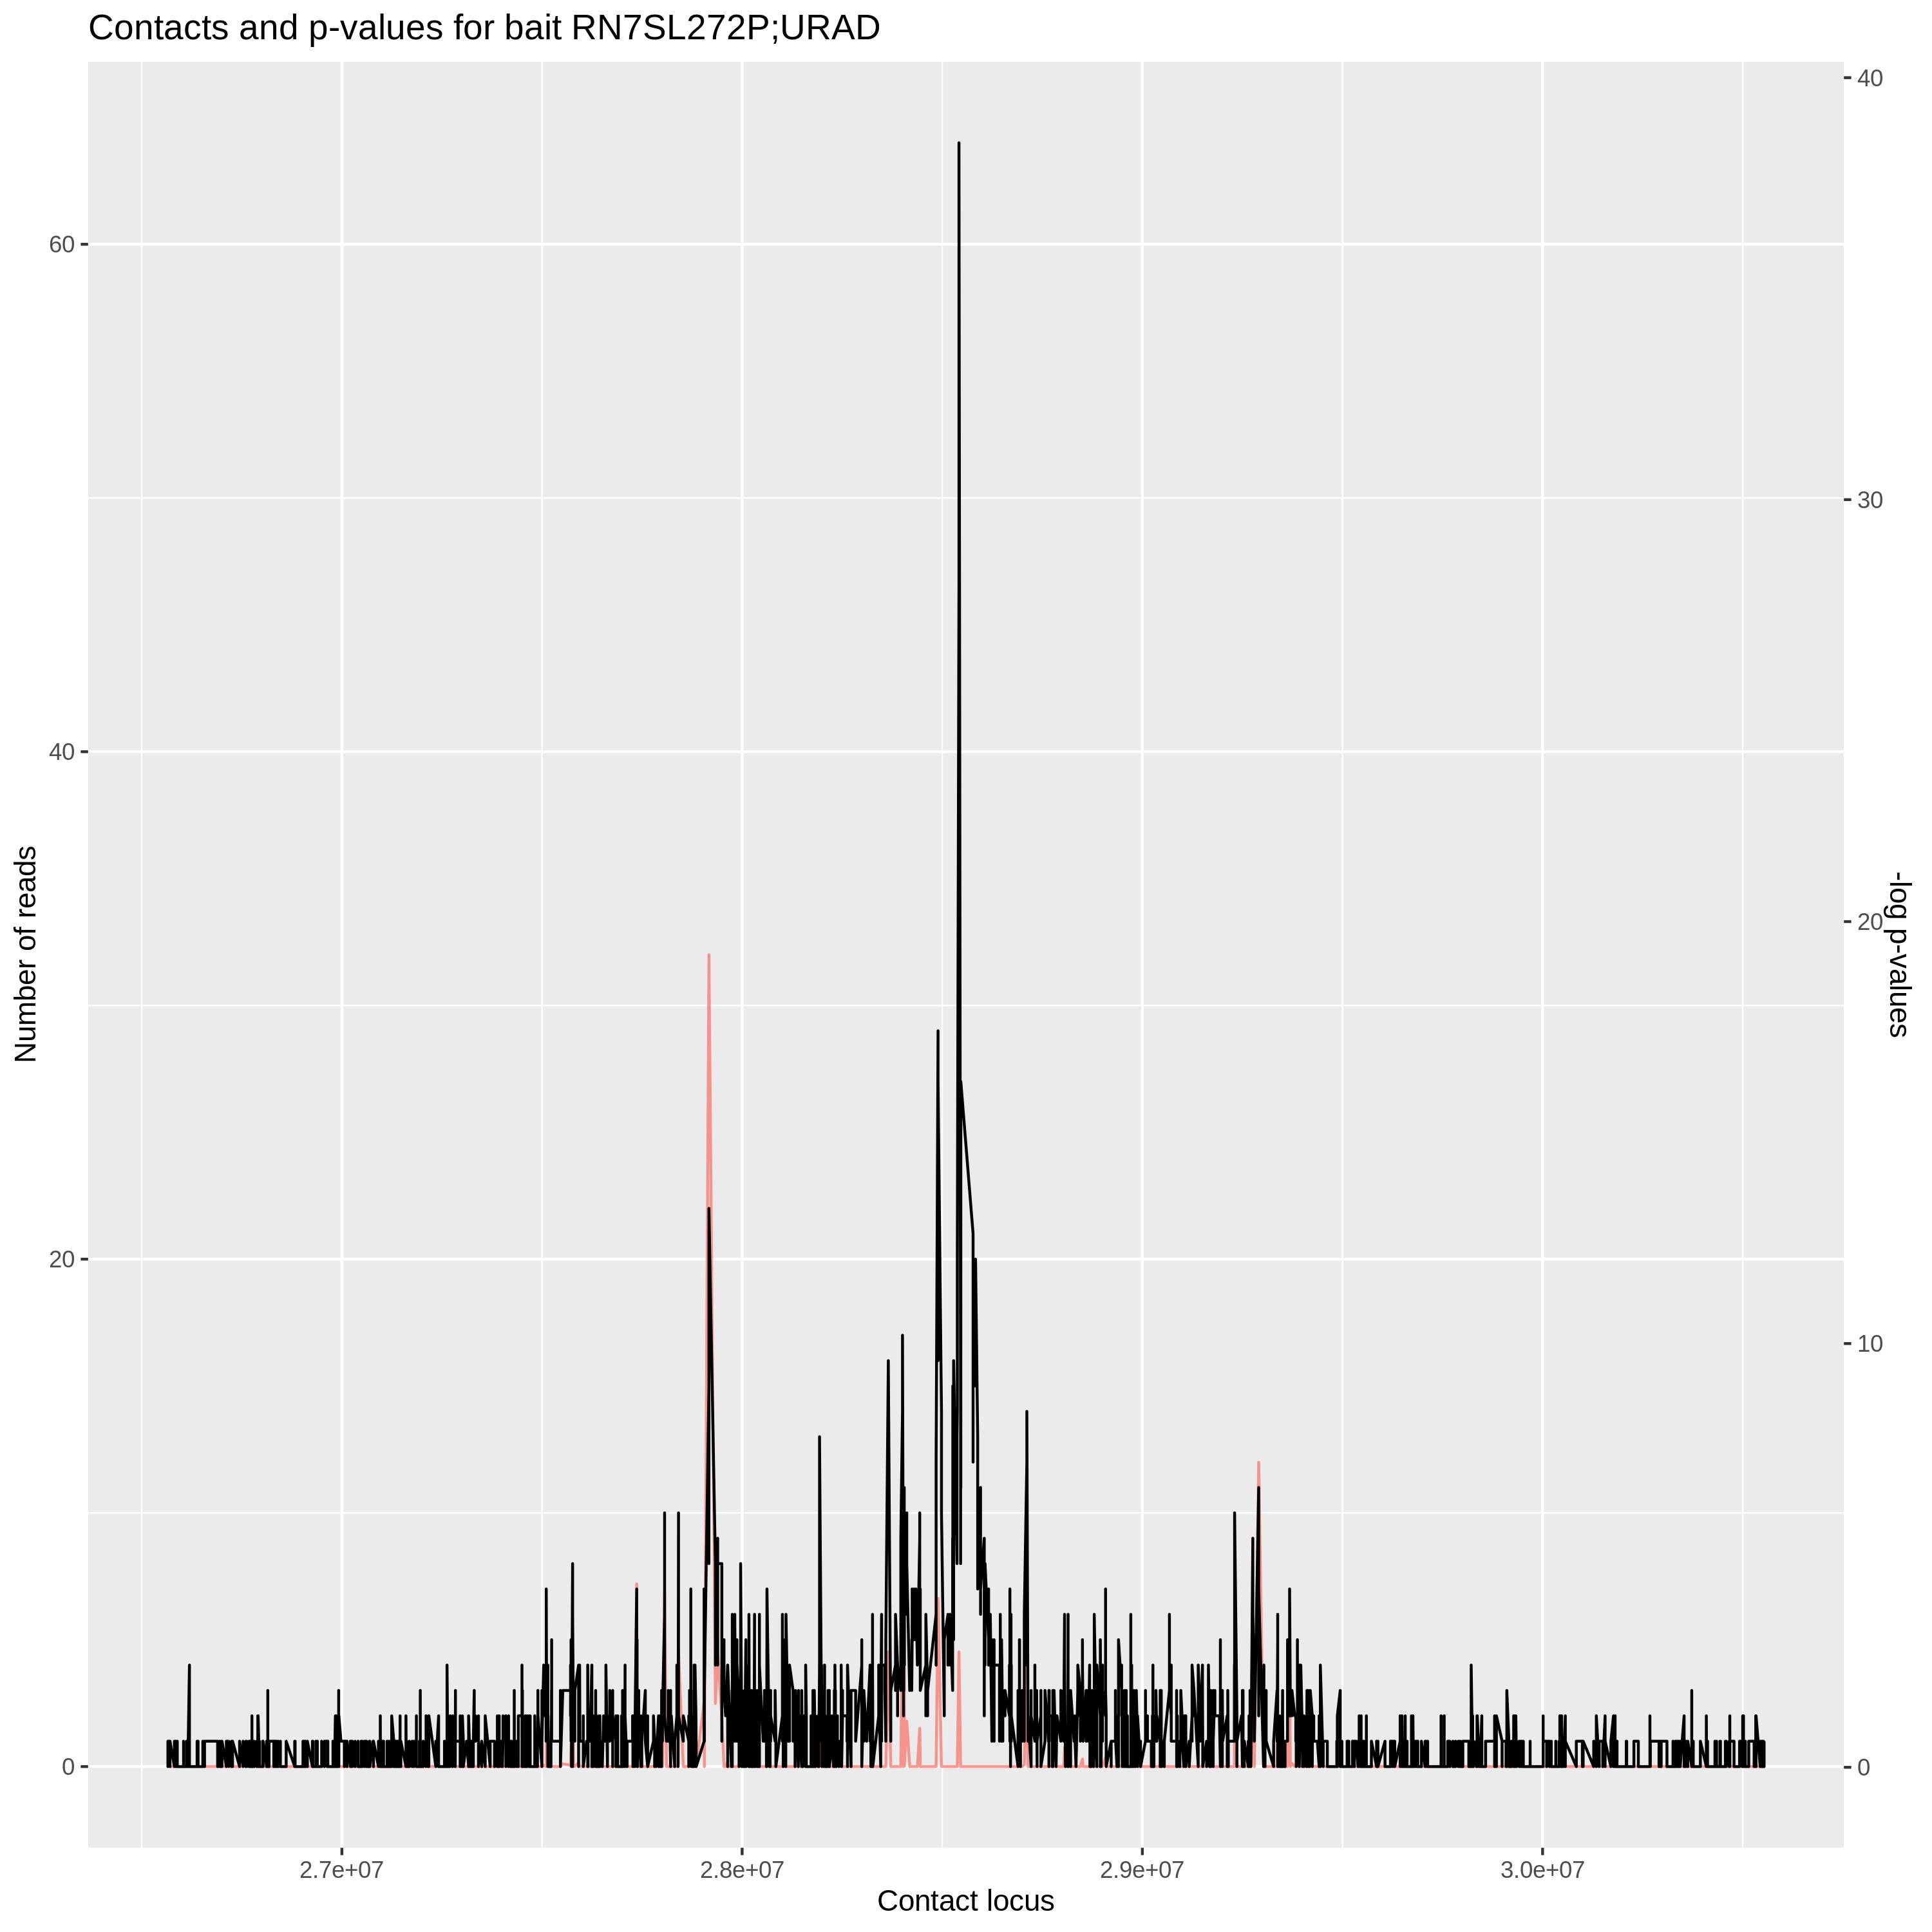 Contacts and p-values for bait RN7SL272P;URAD
Number of reads
60
40
20
0
40
30
20
10
0
-log p-values
2.7e+07
2.8e+07
2.9e+07
3.0e+07
Contact locus